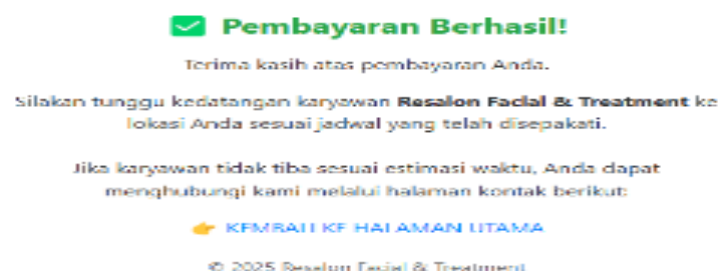 Pembayaran Berhasil!
Terima kasih atas pembayaran Anda.
Silakan tunggu kedatangan karyawan Resalon Facial & Treatment ke
lokasi Anda sesuai jadwal yang telah disepakati.
Jika karyawan tidak tiba sesuai estimasi waktu, Anda dapat
menghubungi kami melalui halaman kontak berikut:
KEMBALI KE HALAMAN UTAMA
© 2025 Resalon Facial & Treatment